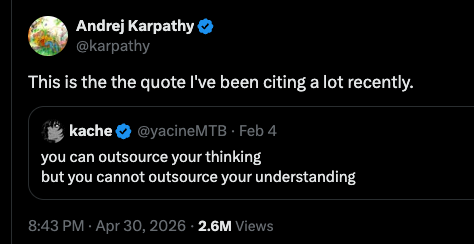 Andrej Karpathy
@karpathy
This is the the quote I've been citing a lot recently.
kache @yacineMTB · Feb 4
you can outsource your thinking
but you cannot outsource your understanding
8:43 PM · Apr 30, 2026 · 2.6M Views